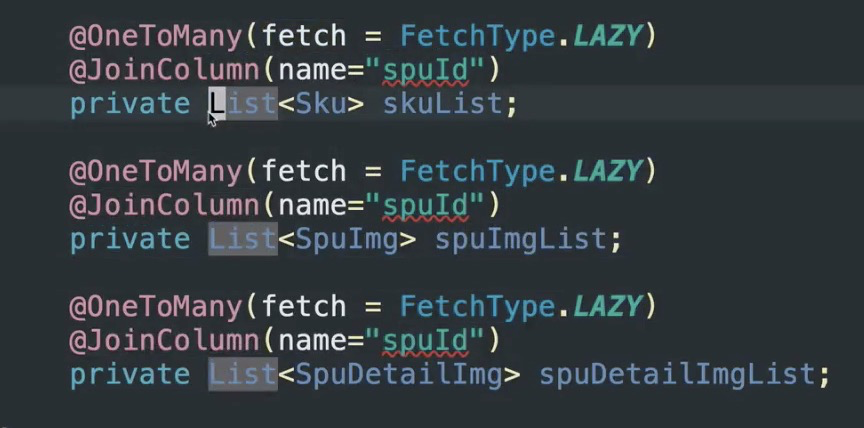 @OneToMany(fetch = FetchType.LAZY)
@JoinColumn(name="spuId")
private List<Sku> skuList;
@OneToMany(fetch = FetchType.LAZY)
@JoinColumn(name="spuId")
private List<SpuImg> spuImgList;
@OneToMany(fetch = FetchType.LAZY)
@JoinColumn(name="spuId")
private List<SpuDetailImg> spuDetailImgList;